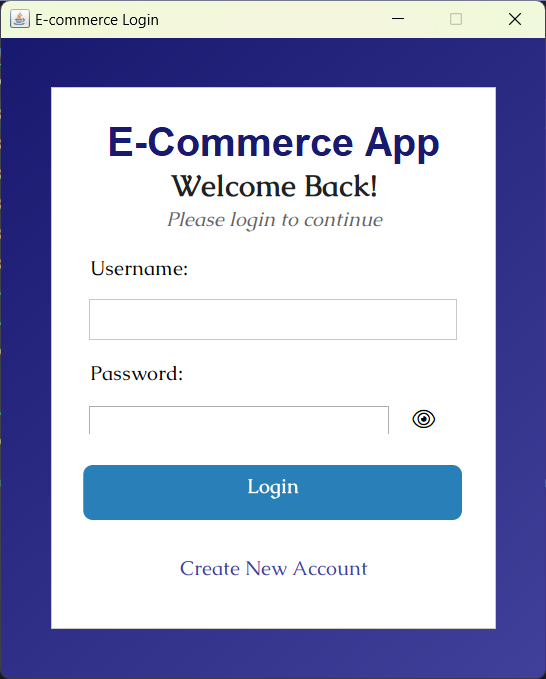 E-commerce Login
E-Commerce App
Welcome Back!
Please login to continue
Username:
Password:
Login
Create New Account